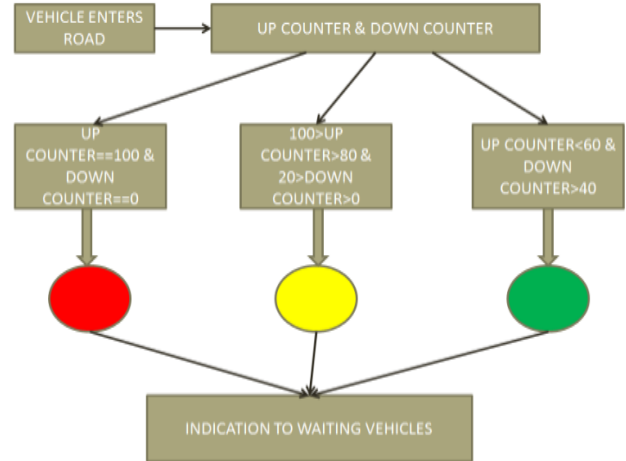 VEHICLE ENTERS
ROAD
UP COUNTER & DOWN COUNTER
UP
COUNTER==100 &
DOWN
COUNTER==0
100>UP
COUNTER>80 &
20>DOWN
COUNTER>0
UP COUNTER<60 &
DOWN
COUNTER>40
INDICATION TO WAITING VEHICLES